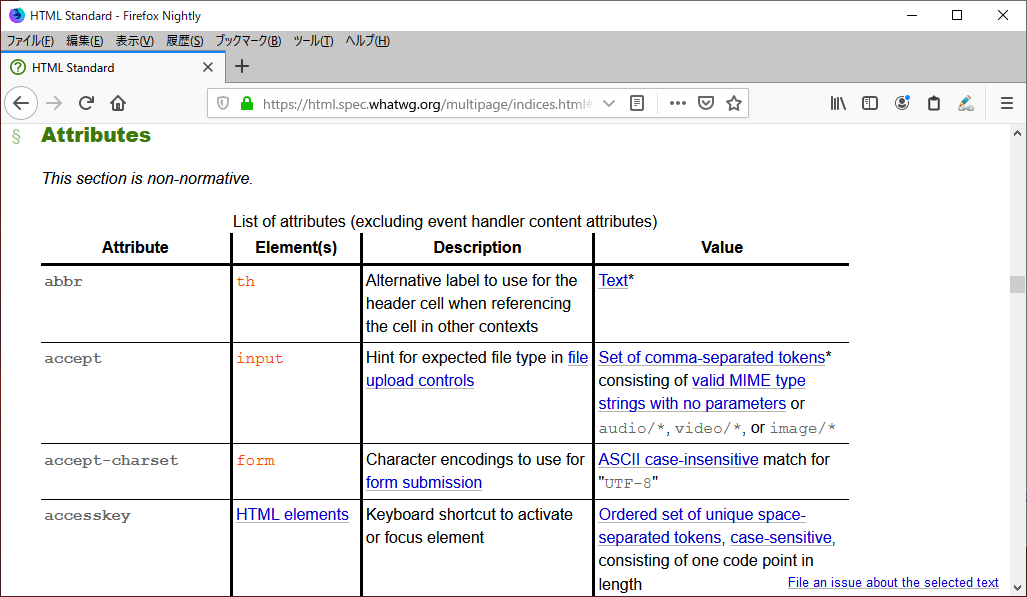 HTML Standard - Firefox Nightly
ファイル(F) 編集(E) 表示(V) 履歴(S) ブックマーク(B) ツール(T) ヘルプ(H)
HTML Standard
https://html.spec.whatwg.org/multipage/indices.html#
§ Attributes
This section is non-normative.
List of attributes (excluding event handler content attributes)
Attribute Element(s) Description Value
abbr th Alternative label to use for the Text*
header cell when referencing
the cell in other contexts
accept input Hint for expected file type in file Set of comma-separated tokens*
upload controls consisting of valid MIME type
strings with no parameters or
audio/*, video/*, or image/*
accept-charset form Character encodings to use for ASCII case-insensitive match for
form submission "UTF-8"
accesskey HTML elements Keyboard shortcut to activate Ordered set of unique space-
or focus element separated tokens, case-sensitive,
consisting of one code point in
length
File an issue about the selected text